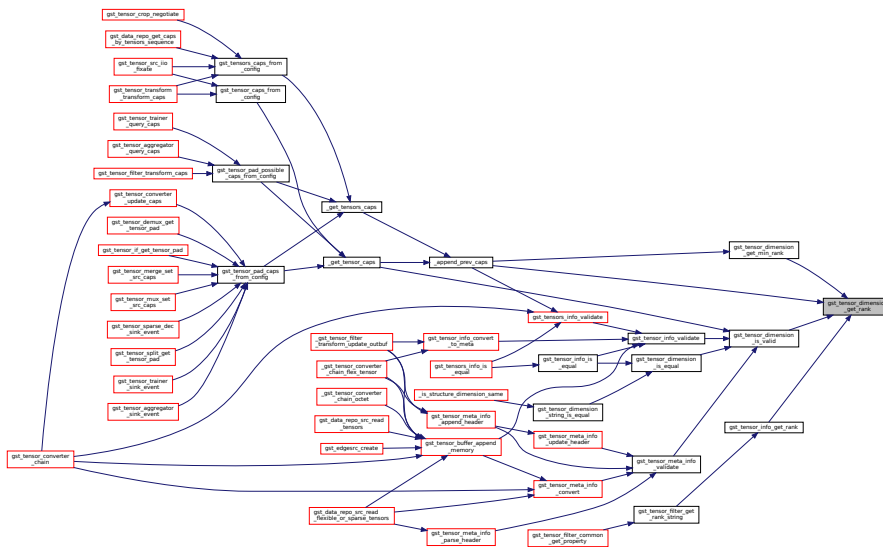 gst_tensor_crop_negotiate
gst_data_repo_get_caps
_by_tensors_sequence
gst_tensor_src_iio
_fixate
gst_tensor_transform
_transform_caps
gst_tensors_caps_from
_config
gst_tensor_caps_from
_config
gst_tensor_trainer
_query_caps
gst_tensor_aggregator
_query_caps
gst_tensor_filter_transform_caps
gst_tensor_pad_possible
_caps_from_config
gst_tensor_converter
_update_caps
gst_tensor_demux_get
_tensor_pad
gst_tensor_if_get_tensor_pad
gst_tensor_merge_set
_src_caps
gst_tensor_mux_set
_src_caps
gst_tensor_sparse_dec
_sink_event
gst_tensor_split_get
_tensor_pad
gst_tensor_trainer
_sink_event
gst_tensor_aggregator
_sink_event
gst_tensor_converter
_chain
gst_tensor_pad_caps
_from_config
_get_tensors_caps
_get_tensor_caps
_append_prev_caps
gst_tensor_dimension
_get_min_rank
gst_tensor_dimension
_get_rank
gst_tensors_info_validate
gst_tensor_info_validate
gst_tensor_dimension
_is_valid
_gst_tensor_filter
_transform_update_outbuf
gst_tensor_info_convert
_to_meta
gst_tensors_info_is
_equal
gst_tensor_info_is
_equal
gst_tensor_dimension
_is_equal
_gst_tensor_converter
_chain_flex_tensor
_gst_tensor_converter
_chain_octet
_is_structure_dimension_same
gst_tensor_dimension
_string_is_equal
gst_data_repo_src_read
_tensors
gst_tensor_meta_info
_append_header
gst_tensor_info_get_rank
gst_edgesrc_create
gst_tensor_buffer_append
_memory
gst_tensor_meta_info
_update_header
gst_tensor_meta_info
_validate
gst_tensor_meta_info
_convert
gst_data_repo_src_read
_flexible_or_sparse_tensors
gst_tensor_meta_info
_parse_header
gst_tensor_filter_get
_rank_string
gst_tensor_filter_common
_get_property